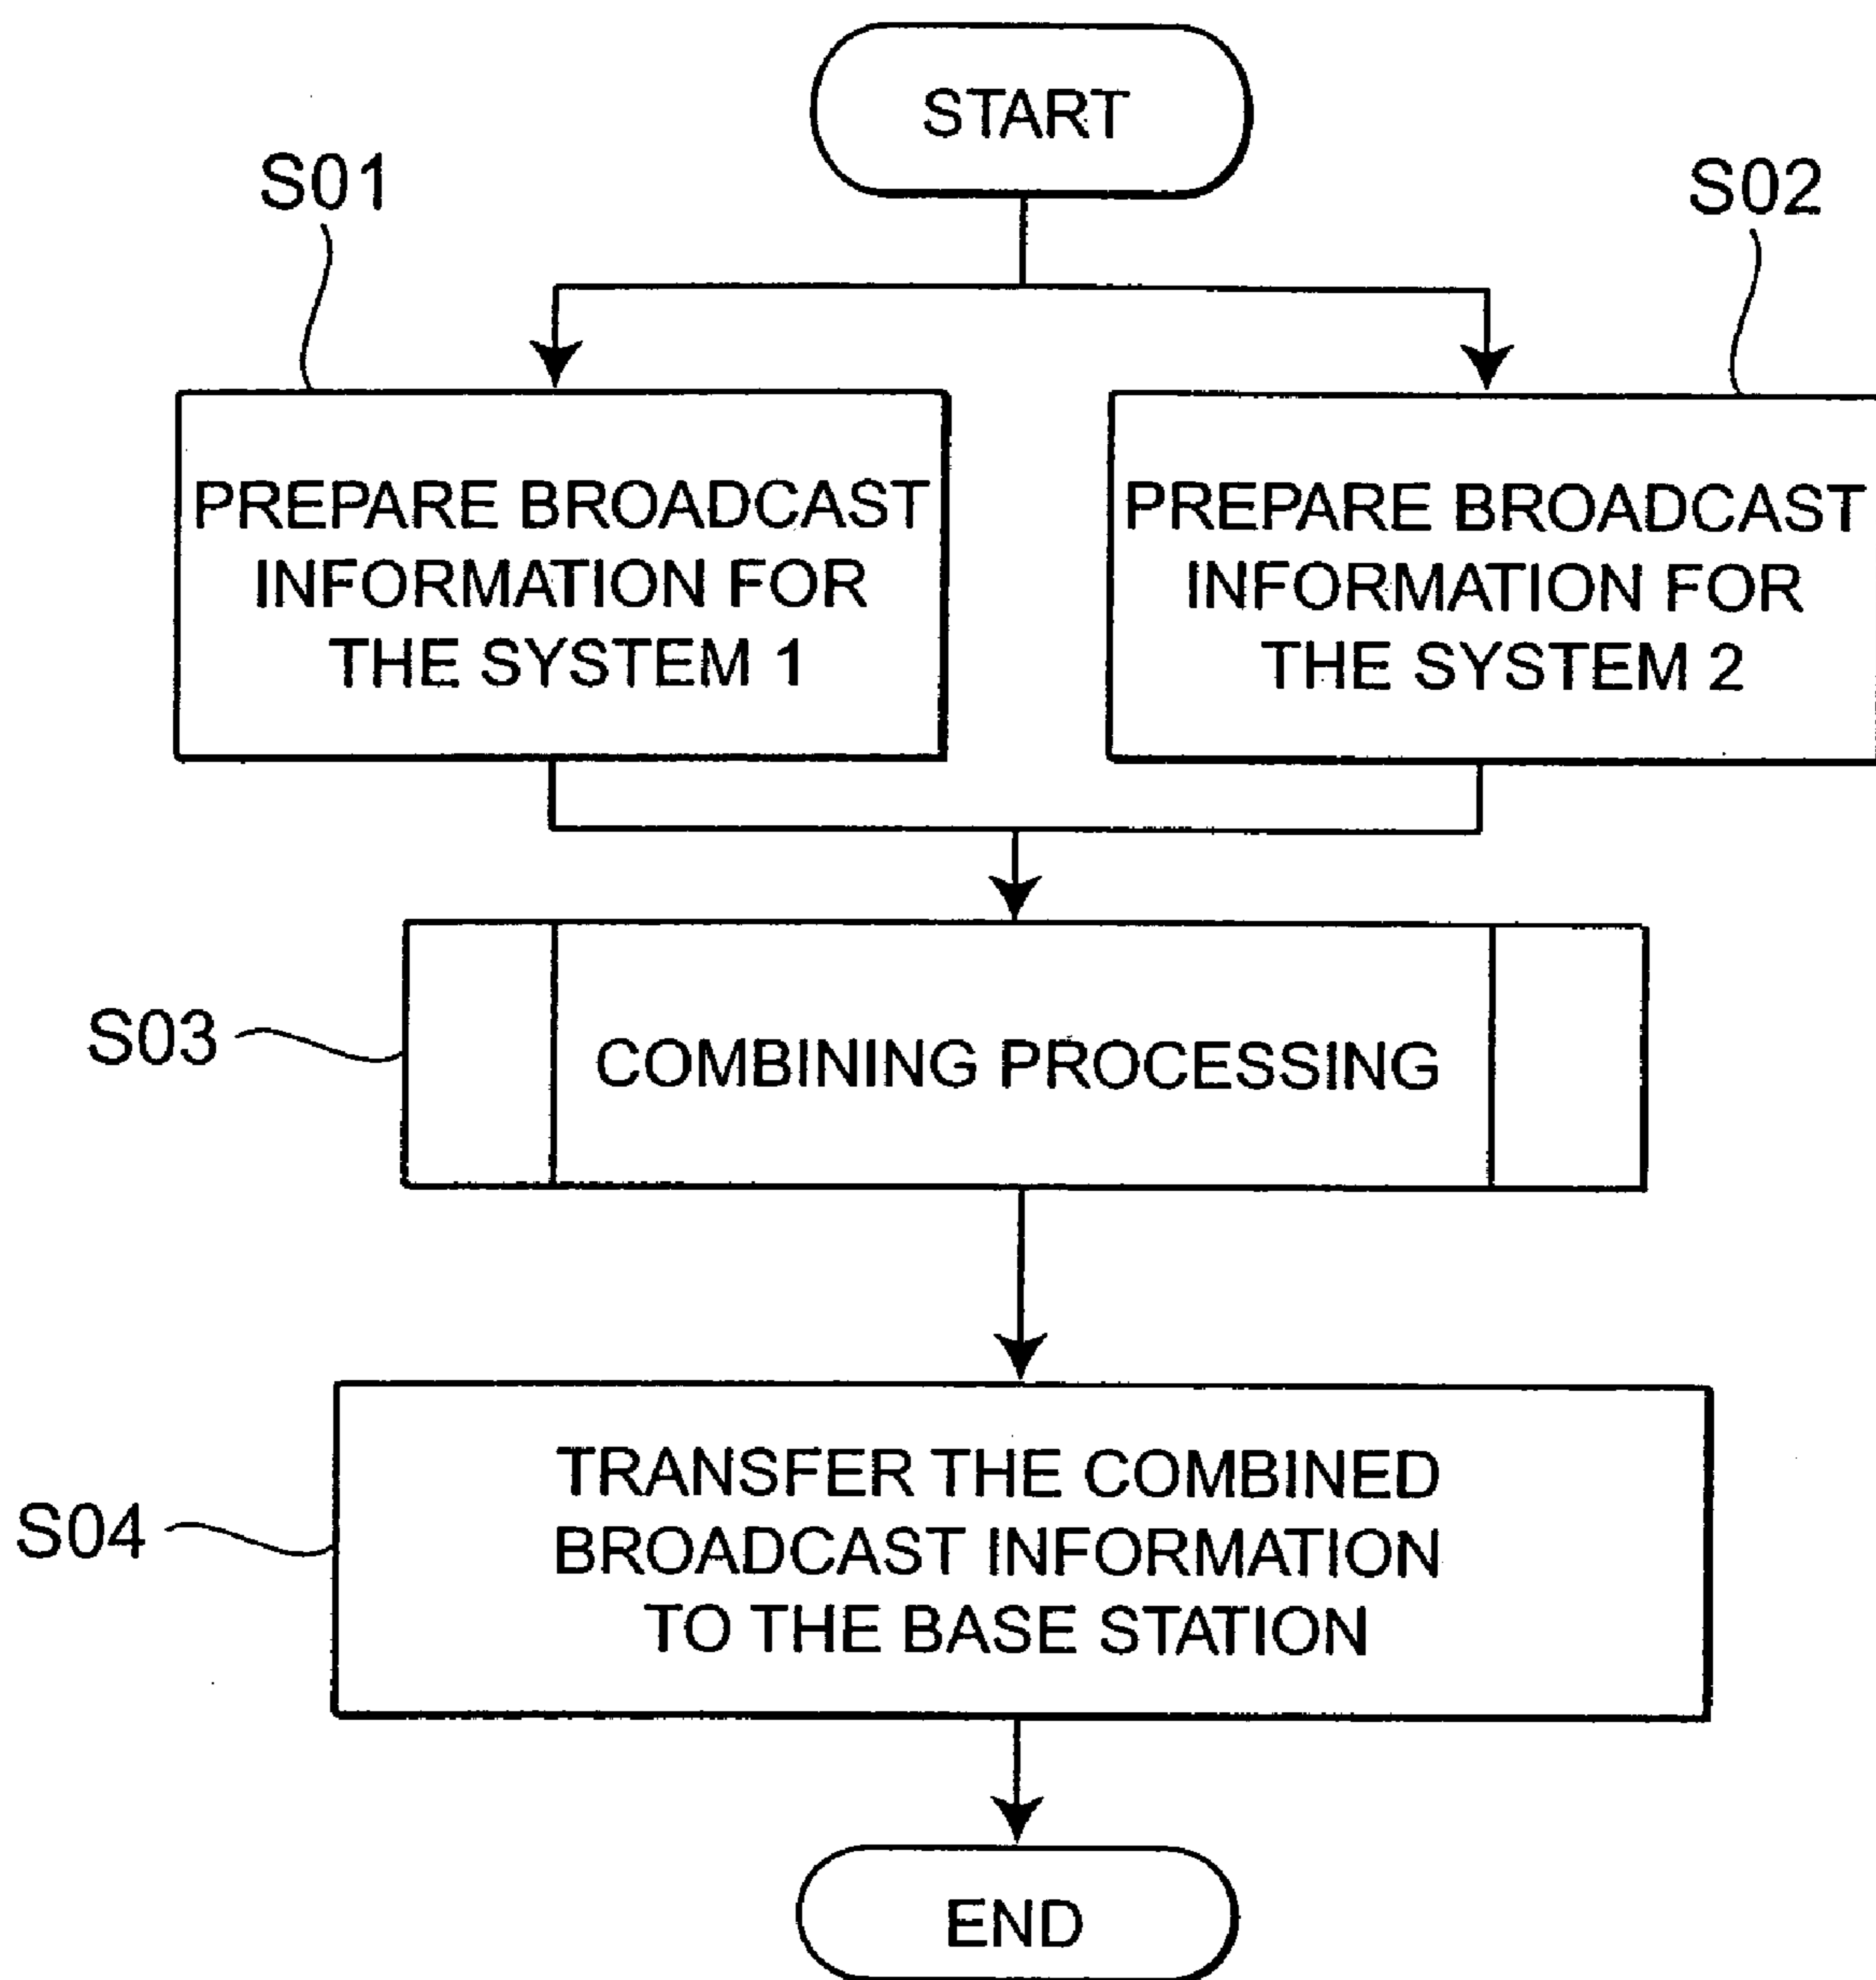 START
S01
S02
PREPARE BROADCAST
INFORMATION FOR
THE SYSTEM 1
PREPARE BROADCAST
INFORMATION FOR
THE SYSTEM 2
S03
COMBINING PROCESSING
S04
TRANSFER THE COMBINED
BROADCAST INFORMATION
TO THE BASE STATION
END